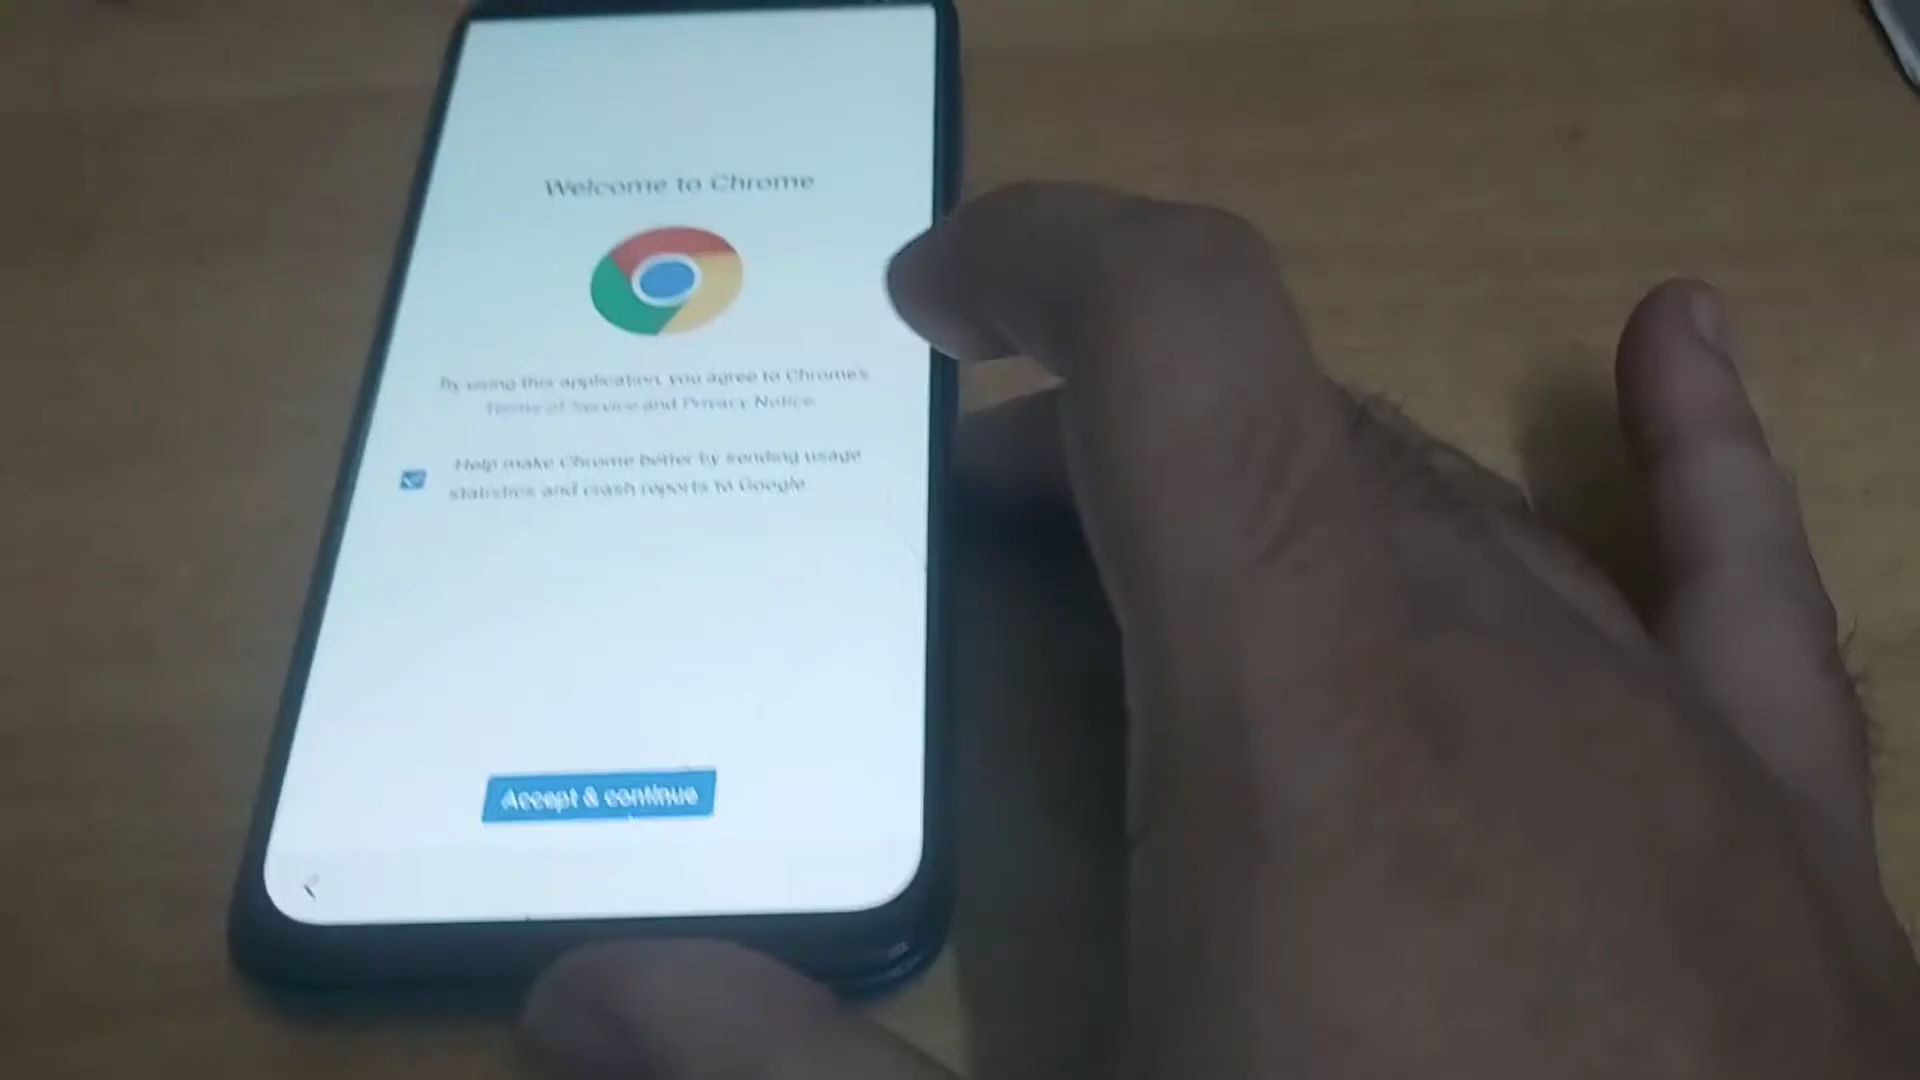 Welcome to Chrome
By using this application, you agree to Chrome's
Terms of Service and Privacy Notice.
Help make Chrome better by sending usage
statistics and crash reports to Google.
Accept & continue